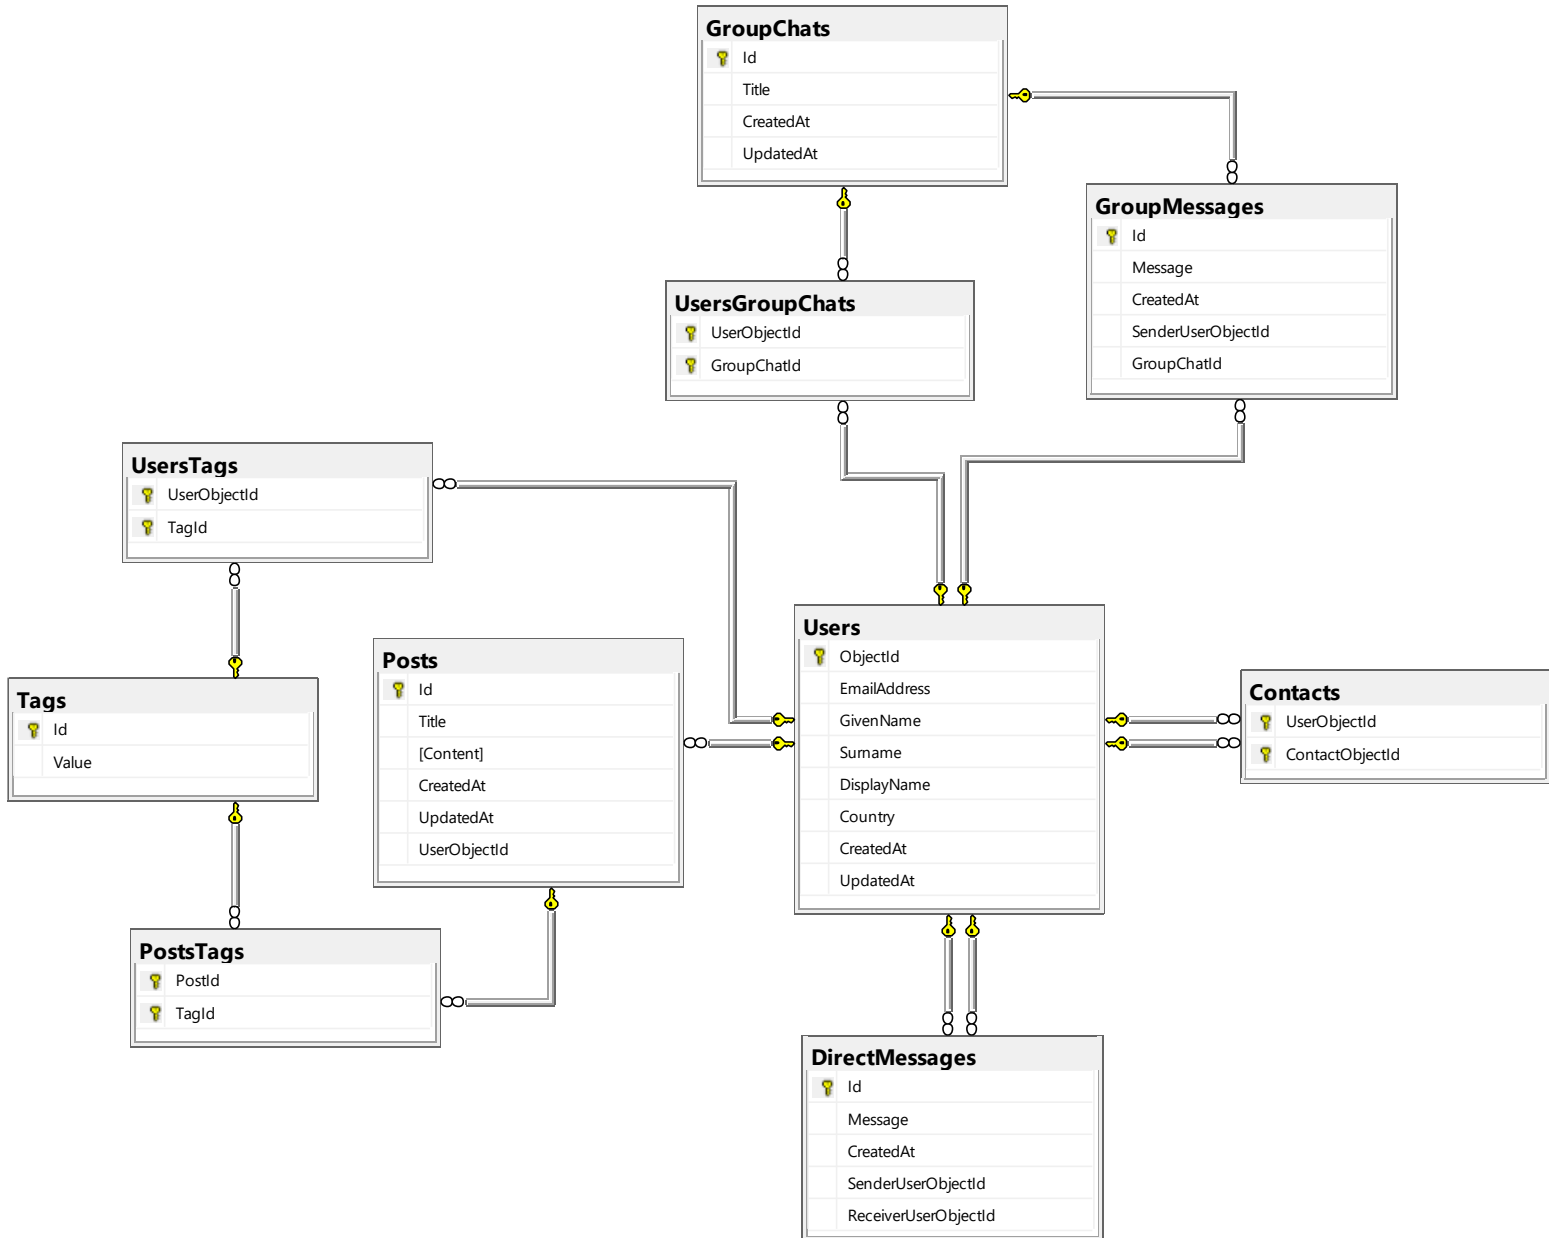 GroupChats
Id
Title
CreatedAt
UpdatedAt
GroupMessages
Id
Message
CreatedAt
SenderUserObjectId
GroupChatId
UsersGroupChats
UserObjectId
GroupChatId
UsersTags
UserObjectId
TagId
Users
ObjectId
EmailAddress
GivenName
Surname
DisplayName
Country
CreatedAt
UpdatedAt
Posts
Id
Title
[Content]
CreatedAt
UpdatedAt
UserObjectId
Contacts
UserObjectId
ContactObjectId
Tags
Id
Value
PostsTags
PostId
TagId
DirectMessages
Id
Message
CreatedAt
SenderUserObjectId
ReceiverUserObjectId